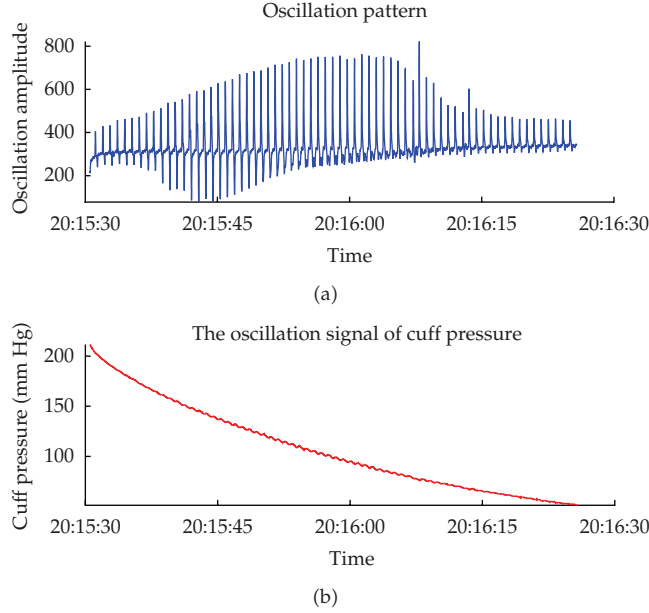 Oscillation pattern
Oscillation amplitude
800
600
400
200
20:15:30 20:15:45 20:16:00 20:16:15 20:16:30
Time
(a)
The oscillation signal of cuff pressure
Cuff pressure (mm Hg)
200
150
100
20:15:30 20:15:45 20:16:00 20:16:15 20:16:30
Time
(b)